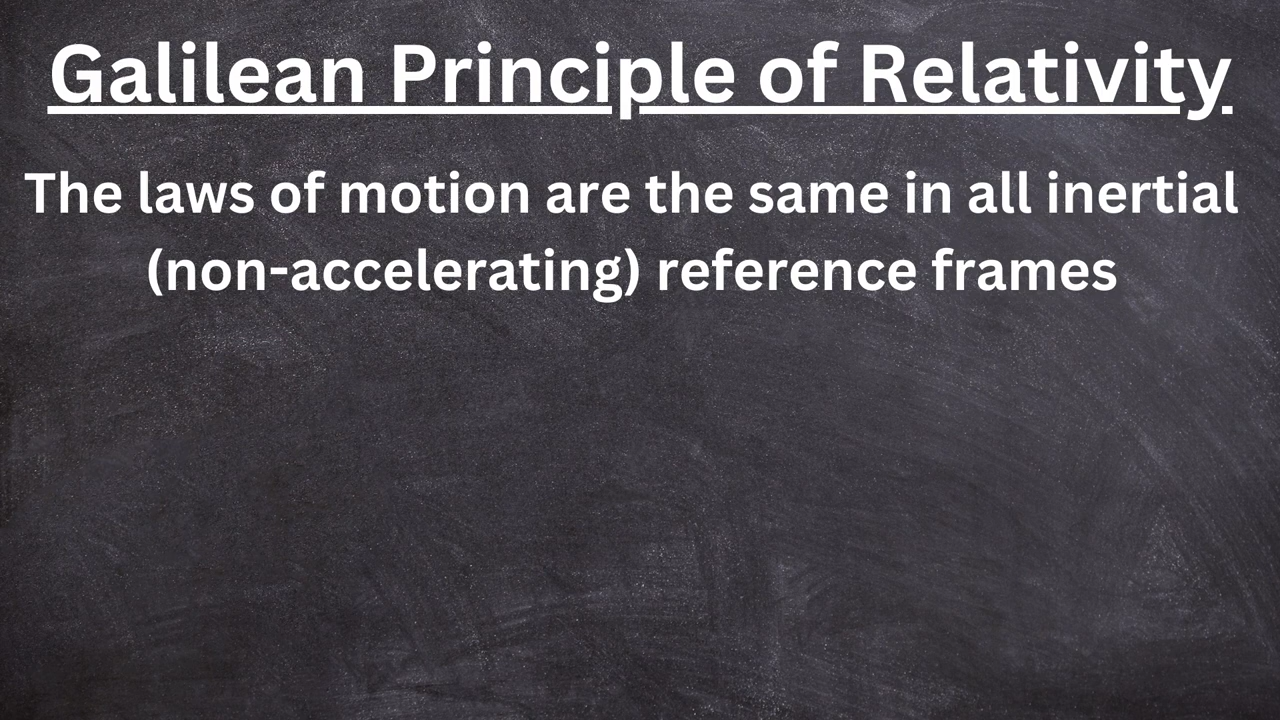 Galilean Principle of Relativity
The laws of motion are the same in all inertial
(non-accelerating) reference frames